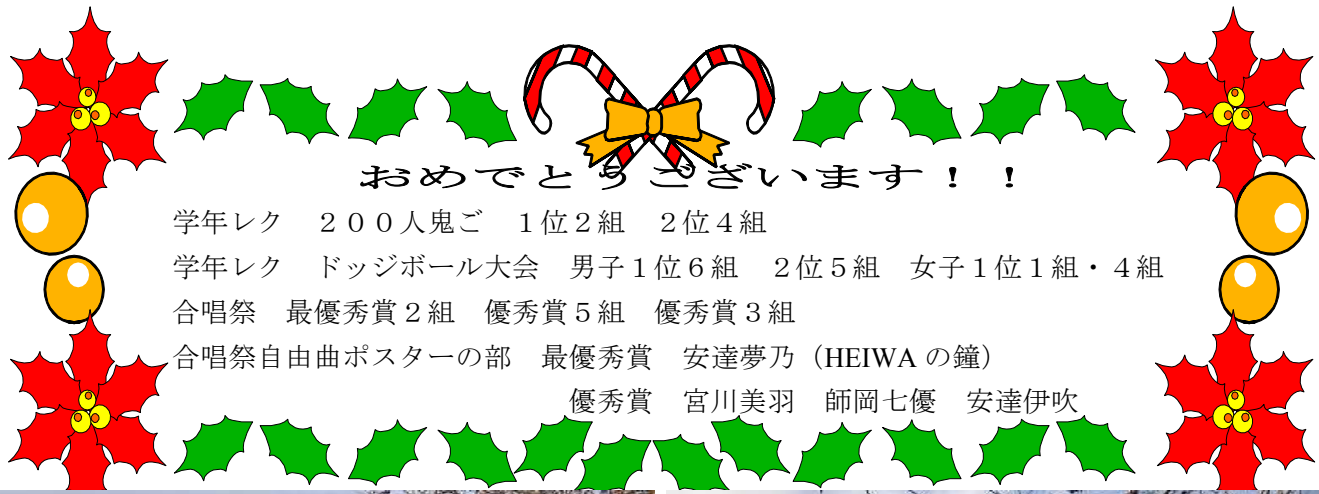 おめでとうございます！！
学年レク　２００人鬼ご　１位２組　２位４組
学年レク　ドッジボール大会　男子１位６組　２位５組　女子１位１組・４組
合唱祭　最優秀賞２組　優秀賞５組　優秀賞３組
合唱祭自由曲ポスターの部　最優秀賞　安達夢乃（HEIWA の鐘）
優秀賞　宮川美羽　師岡七優　安達伊吹